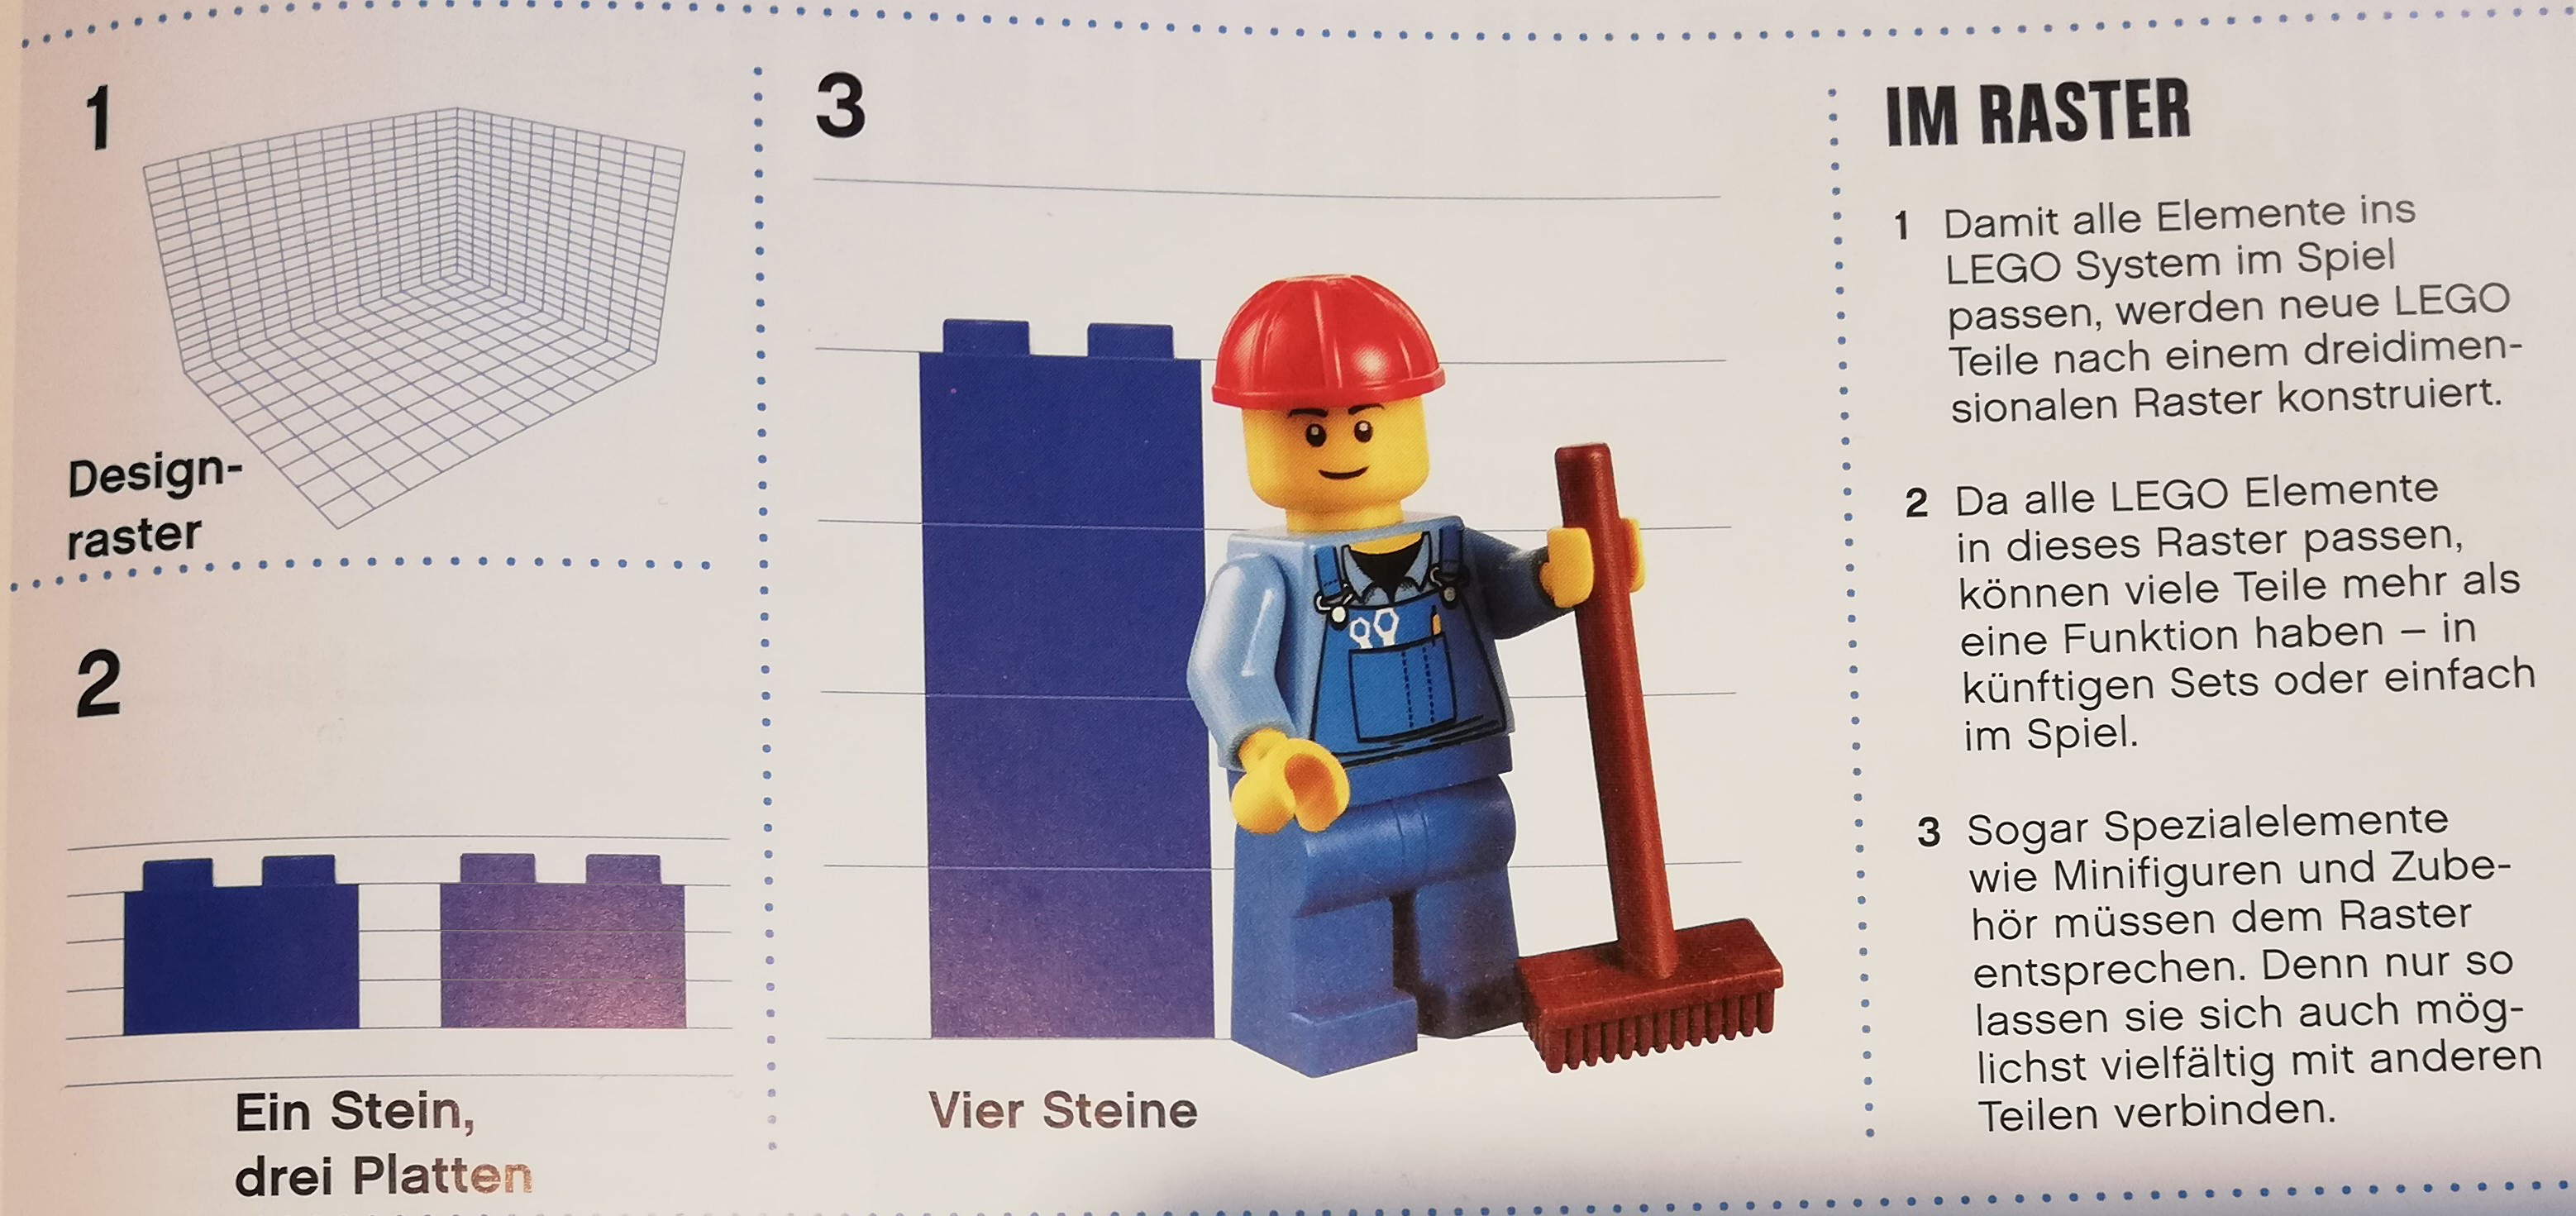 1
Design-
raster
2
Ein Stein,
drei Platten
3
Vier Steine
IM RASTER
1 Damit alle Elemente ins
LEGO System im Spiel
passen, werden neue LEGO
Teile nach einem dreidimen-
sionalen Raster konstruiert.
2 Da alle LEGO Elemente
in dieses Raster passen,
können viele Teile mehr als
eine Funktion haben – in
künftigen Sets oder einfach
im Spiel.
3 Sogar Spezialelemente
wie Minifiguren und Zube-
hör müssen dem Raster
entsprechen. Denn nur so
lassen sie sich auch mög-
lichst vielfältig mit anderen
Teilen verbinden.